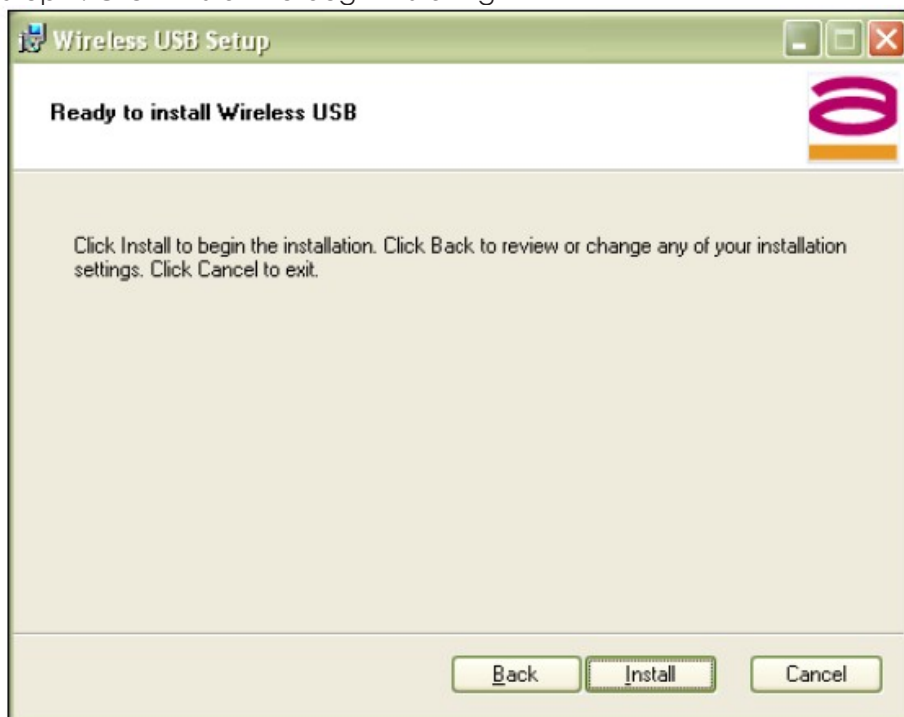 Wireless USB Setup
Ready to install Wireless USB
Click Install to begin the installation. Click Back to review or change any of your installation
settings. Click Cancel to exit.
Back Install Cancel